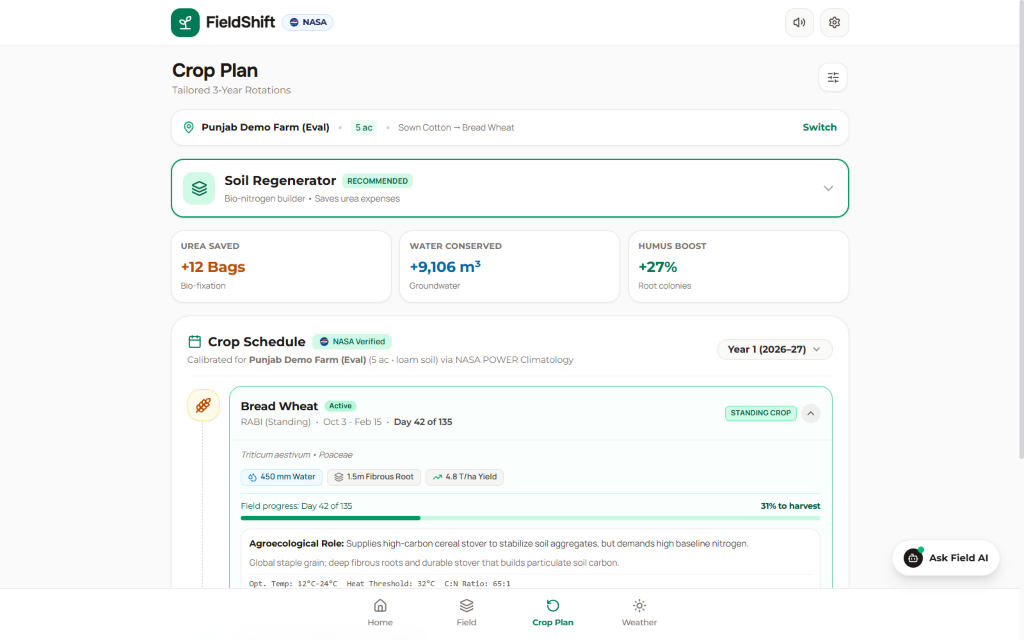 FieldShift NASA
Crop Plan
Tailored 3-Year Rotations
Punjab Demo Farm (Eval) • 5 ac • Sown Cotton → Bread Wheat Switch
Soil Regenerator RECOMMENDED
Bio-nitrogen builder • Saves urea expenses
UREA SAVED
+12 Bags
Bio-fixation
WATER CONSERVED
+9,106 m³
Groundwater
HUMUS BOOST
+27%
Root colonies
Crop Schedule NASA Verified
Calibrated for Punjab Demo Farm (Eval) (5 ac • loam soil) via NASA POWER Climatology
Year 1 (2026–27)
Bread Wheat Active
RABI (Standing) • Oct 3 - Feb 15 • Day 42 of 135
STANDING CROP
Triticum aestivum • Poaceae
450 mm Water 1.5m Fibrous Root 4.8 T/ha Yield
Field progress: Day 42 of 135 31% to harvest
Agroecological Role: Supplies high-carbon cereal stover to stabilize soil aggregates, but demands high baseline nitrogen.
Global staple grain; deep fibrous roots and durable stover that builds particulate soil carbon.
Opt. Temp: 12°C-24°C Heat Threshold: 32°C C:N Ratio: 65:1
Ask Field AI
Home Field Crop Plan Weather